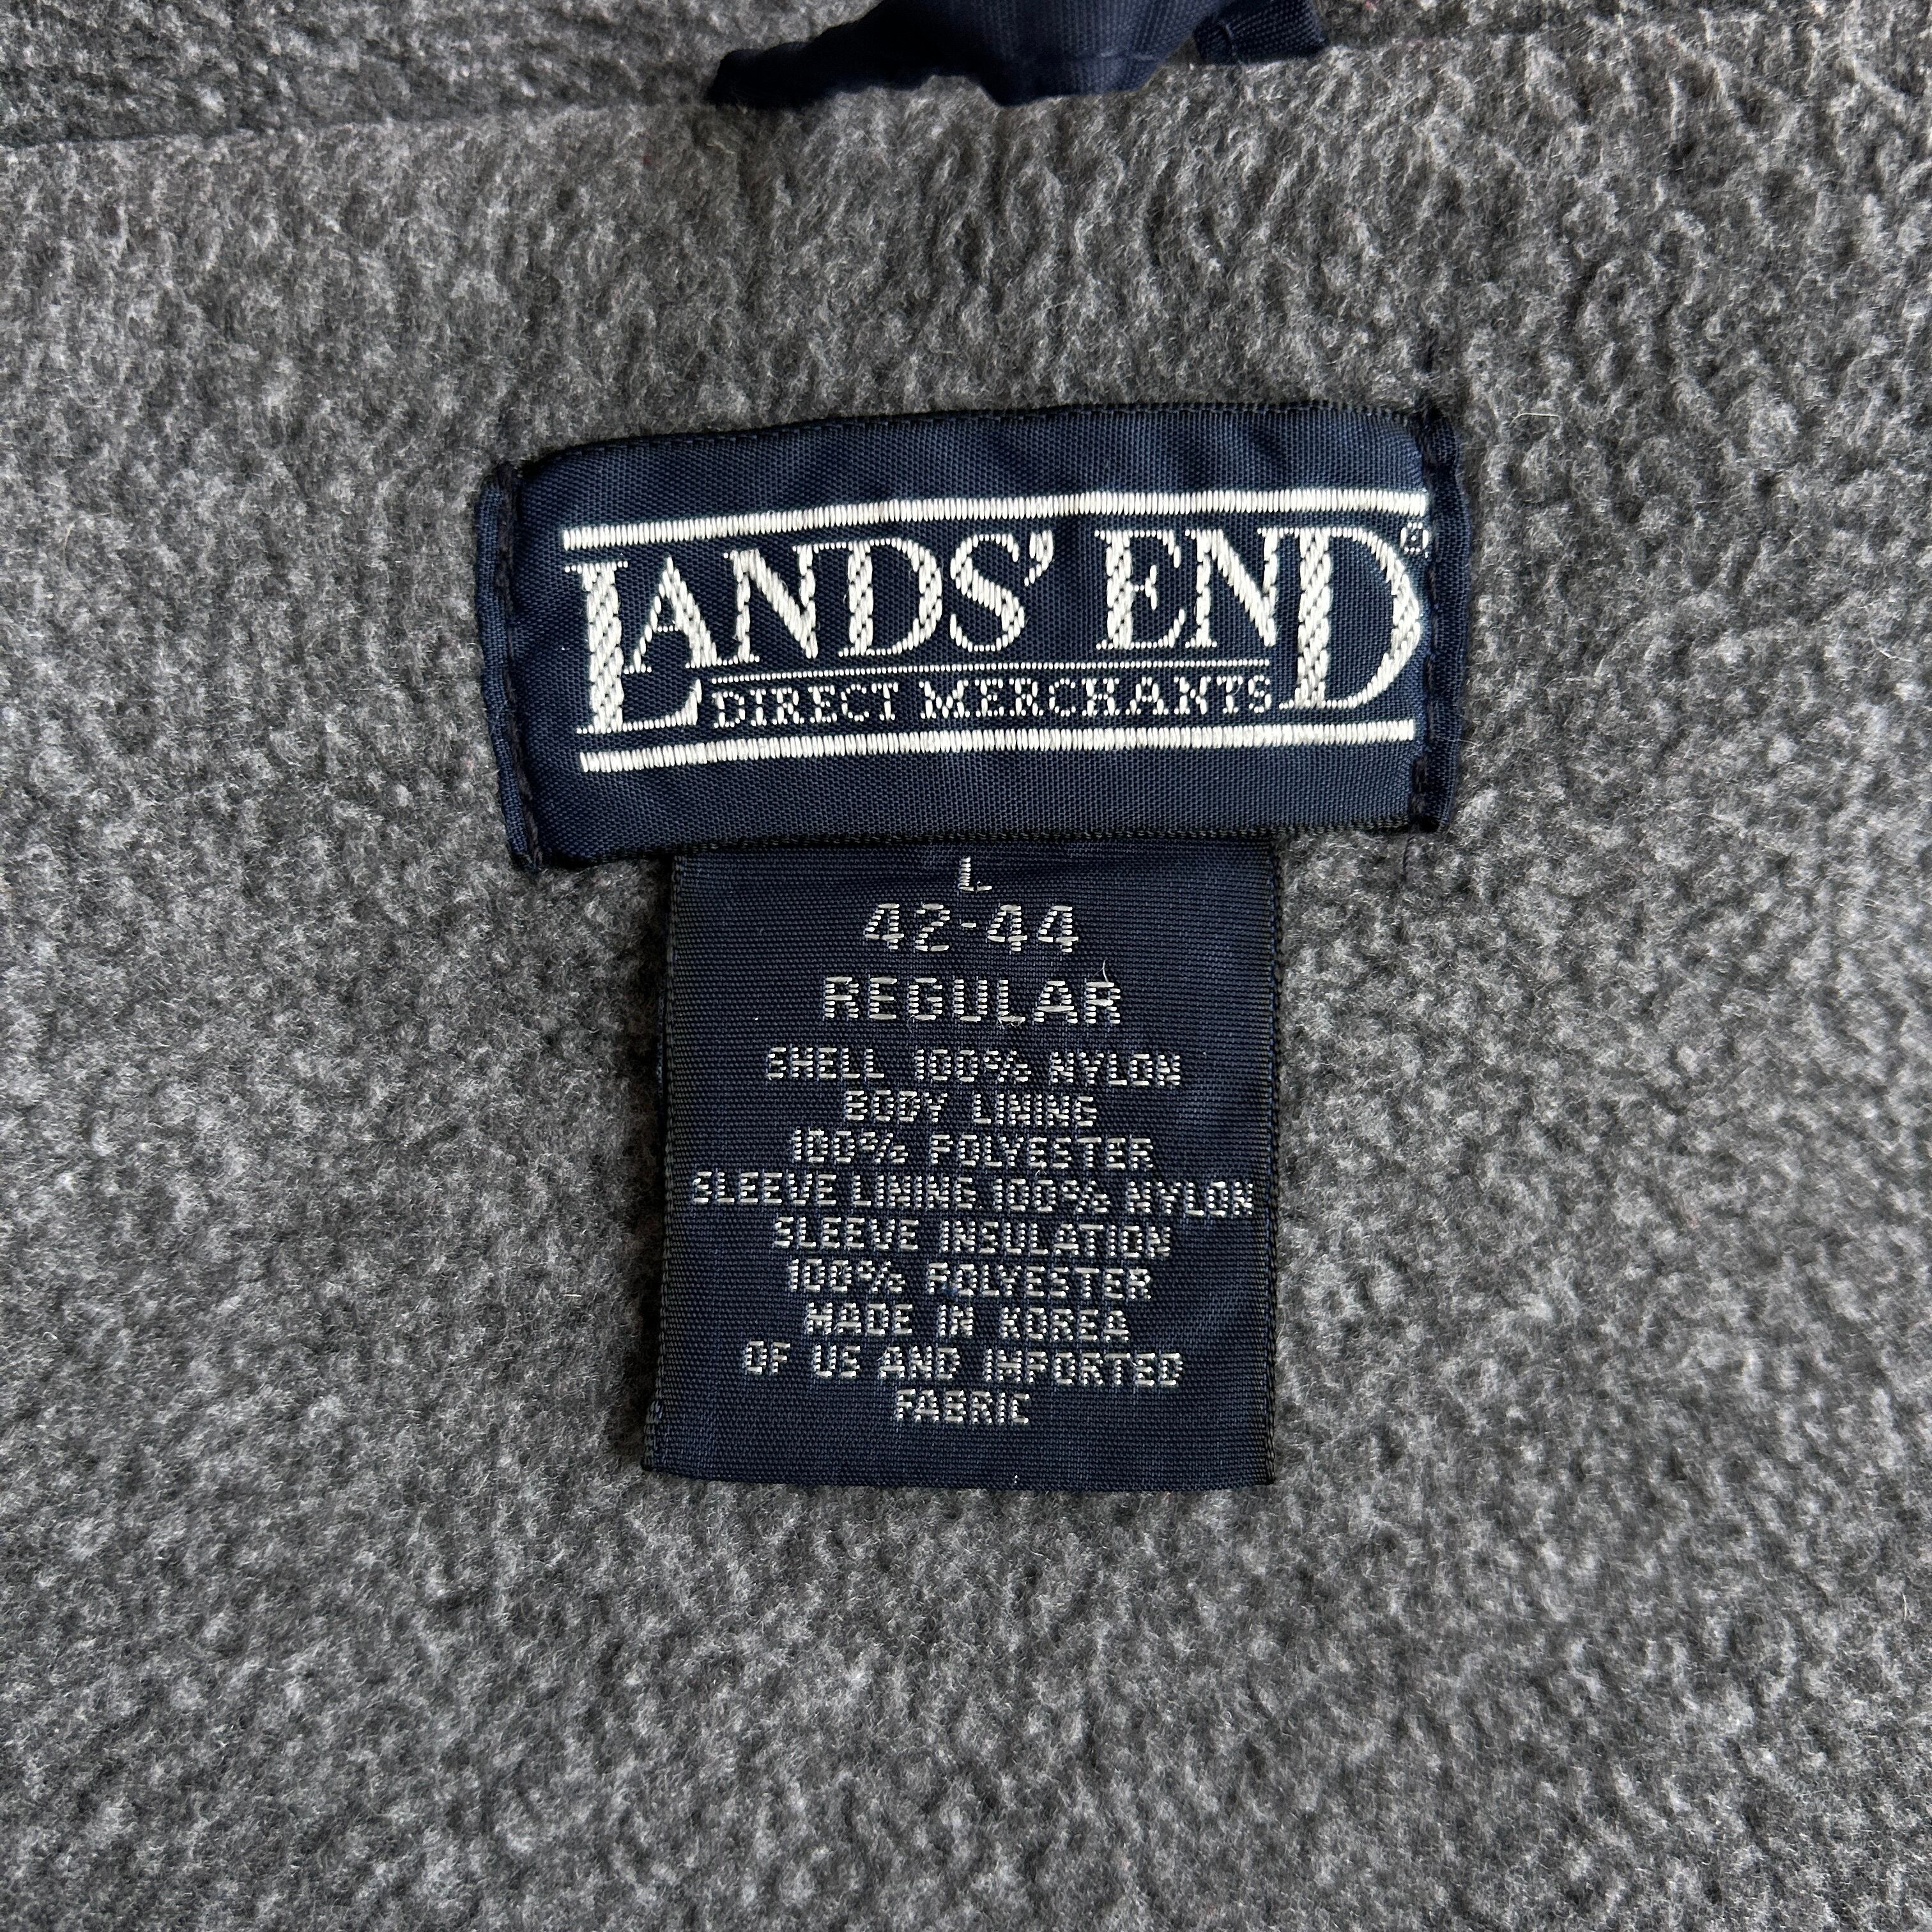 LANDS' END®
DIRECT MERCHANTS
L
42-44
REGULAR
SHELL 100% NYLON
BODY LINING
100% POLYESTER
SLEEVE LINING 100% NYLON
SLEEVE INSULATION
100% POLYESTER
MADE IN KOREA
OF US AND IMPORTED
FABRIC